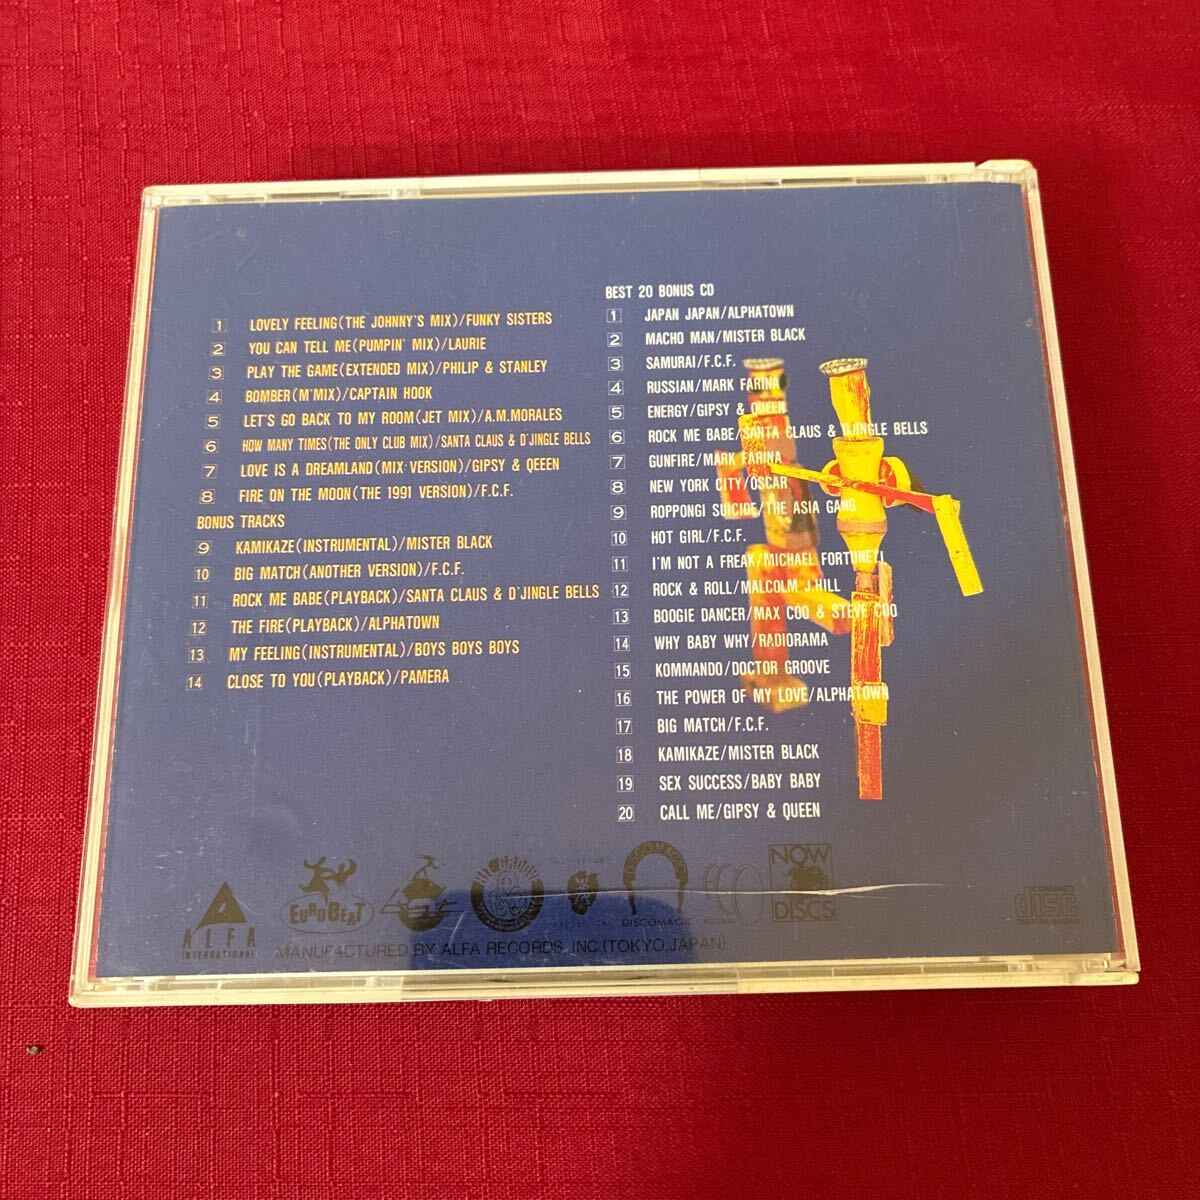 1 LOVELY FEELING(THE JOHNNY'S MIX)/FUNKY SISTERS
2 YOU CAN TELL ME(PUMPIN' MIX)/LAURIE
3 PLAY THE GAME(EXTENDED MIX)/PHILIP & STANLEY
4 BOMBER(M'MIX)/CAPTAIN HOOK
5 LET'S GO BACK TO MY ROOM(JET MIX)/A.M.MORALES
6 HOW MANY TIMES(THE ONLY CLUB MIX)/SANTA CLAUS & D'JINGLE BELLS
7 LOVE IS A DREAMLAND(MIX VERSION)/GIPSY & QEEEN
8 FIRE ON THE MOON(THE 1991 VERSION)/F.C.F.
BONUS TRACKS
9 KAMIKAZE(INSTRUMENTAL)/MISTER BLACK
10 BIG MATCH(ANOTHER VERSION)/F.C.F.
11 ROCK ME BABE(PLAYBACK)/SANTA CLAUS & D'JINGLE BELLS
12 THE FIRE(PLAYBACK)/ALPHATOWN
13 MY FEELING(INSTRUMENTAL)/BOYS BOYS BOYS
14 CLOSE TO YOU(PLAYBACK)/PAMERA
BEST 20 BONUS CD
1 JAPAN JAPAN/ALPHATOWN
2 MACHO MAN/MISTER BLACK
3 SAMURAI/F.C.F.
4 RUSSIAN/MARK FARINA
5 ENERGY/GIPSY & QUEEN
6 ROCK ME BABE/SANTA CLAUS & DJINGLE BELLS
7 GUNFIRE/MARK FARINA
8 NEW YORK CITY/OSCAR
9 ROPPONGI SUICIDE/THE ASIA GANG
10 HOT GIRL/F.C.F.
11 I'M NOT A FREAK/MICHAEL FORTUNETI
12 ROCK & ROLL/MALCOLM J.HILL
13 BOOGIE DANCER/MAX COO & STEVE COO
14 WHY BABY WHY/RADIORAMA
15 KOMMANDO/DOCTOR GROOVE
16 THE POWER OF MY LOVE/ALPHATOWN
17 BIG MATCH/F.C.F.
18 KAMIKAZE/MISTER BLACK
19 SEX SUCCESS/BABY BABY
20 CALL ME/GIPSY & QUEEN
ALFA
INTERNATIONAL
EUROBEAT
GROOVE
DISCOMAGIC
DISCOMAGIC
NOW
DISCS
COMPACT
disc
DIGITAL AUDIO
MANUFACTURED BY ALFA RECORDS, INC.(TOKYO,JAPAN)